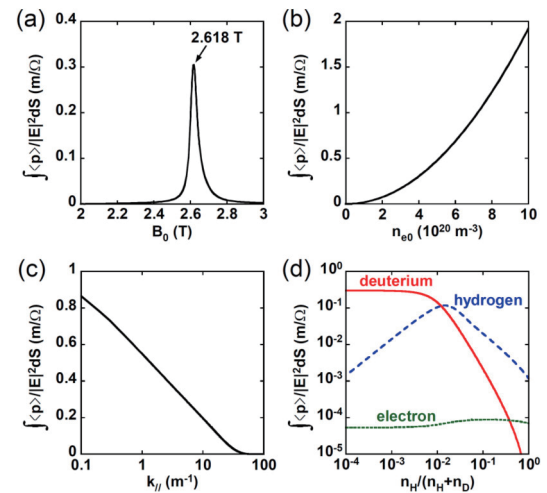 (a)
0.4
0.3
0.2
0.1
0
2.618 T
2 2.2 2.4 2.6 2.8 3
B₀ (T)
∫<p>/|E|²dS (m/Ω)
(b)
2
1.5
1
0.5
0
0 2 4 6 8 10
nₑ₀ (10²⁰ m⁻³)
∫<p>/|E|²dS (m/Ω)
(c)
1
0.8
0.6
0.4
0.2
0
0.1 1 10 100
k// (m⁻¹)
∫<p>/|E|²dS (m/Ω)
(d)
10⁰
10⁻¹
10⁻²
10⁻³
10⁻⁴
10⁻⁵
deuterium
hydrogen
electron
10⁻⁴ 10⁻³ 10⁻² 10⁻¹ 10⁰
n_H/(n_H+n_D)
∫<p>/|E|²dS (m/Ω)